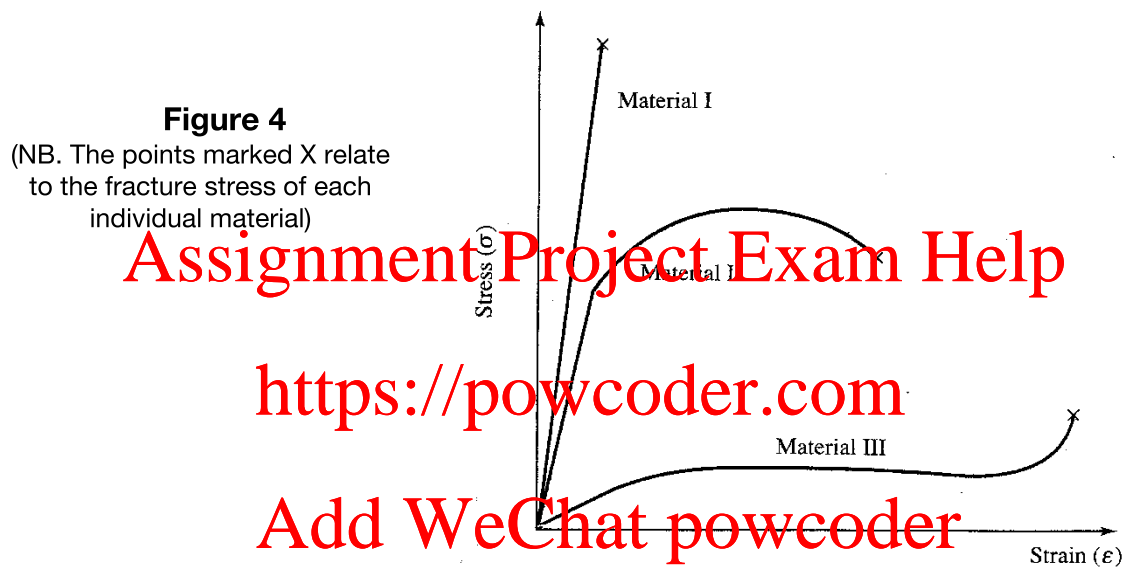 Figure 4
(NB. The points marked X relate
to the fracture stress of each
individual material)
Material I
Stress (σ)
Assignment Project Exam Help
Material
https://powcoder.com
Material III
Add WeChat powcoder
Strain (ε)